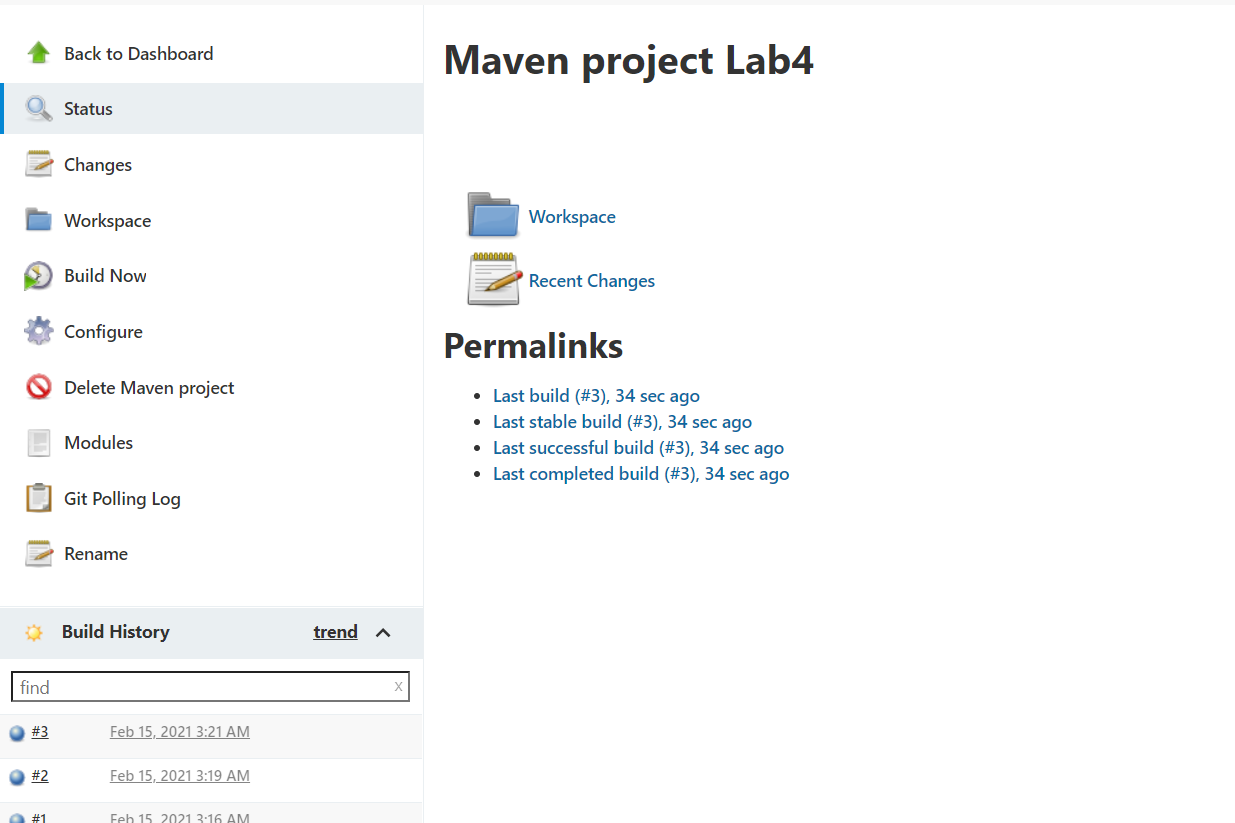 Back to Dashboard
Status
Changes
Workspace
Build Now
Configure
Delete Maven project
Modules
Git Polling Log
Rename
Build History trend
find x
#3 Feb 15, 2021 3:21 AM
#2 Feb 15, 2021 3:19 AM
#1 Feb 15, 2021 3:16 AM
Maven project Lab4
Workspace
Recent Changes
Permalinks
Last build (#3), 34 sec ago
Last stable build (#3), 34 sec ago
Last successful build (#3), 34 sec ago
Last completed build (#3), 34 sec ago